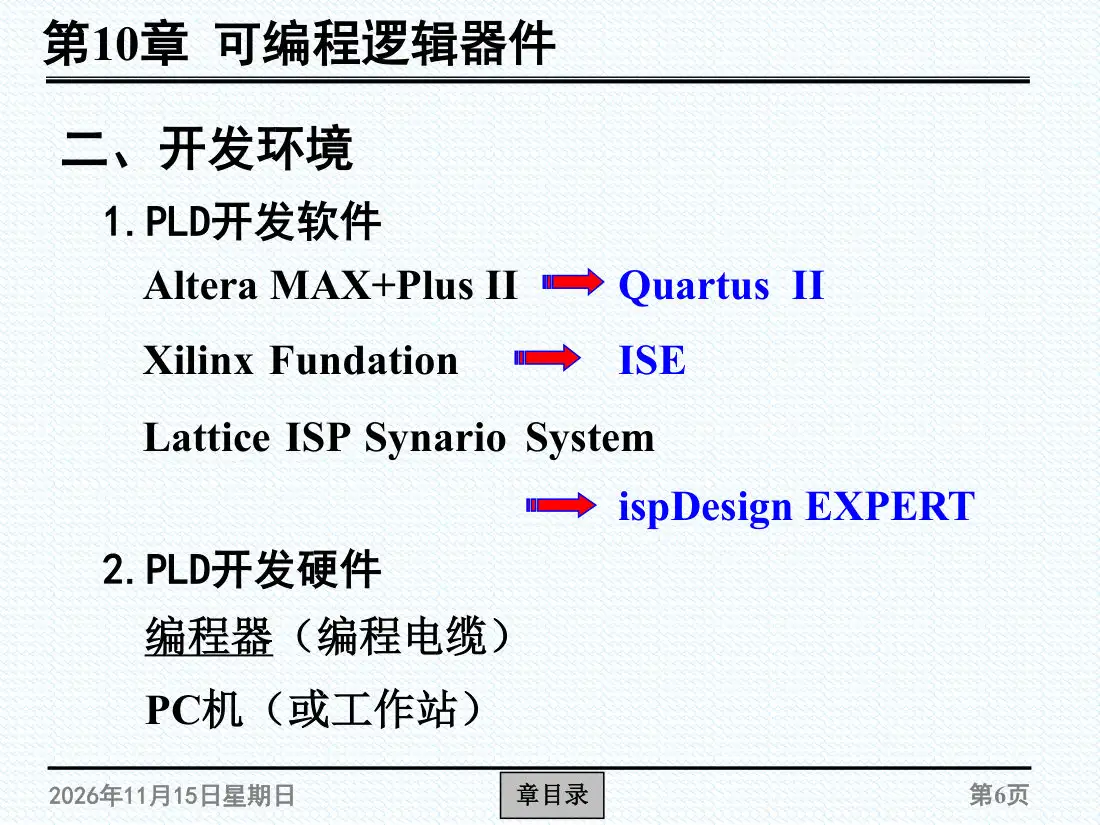 第10章 可编程逻辑器件
二、开发环境
1.PLD开发软件
Altera MAX+Plus II Quartus II
Xilinx Fundation ISE
Lattice ISP Synario System
ispDesign EXPERT
2.PLD开发硬件
编程器（编程电缆）
PC机（或工作站）
2026年11月15日星期日 章目录 第6页